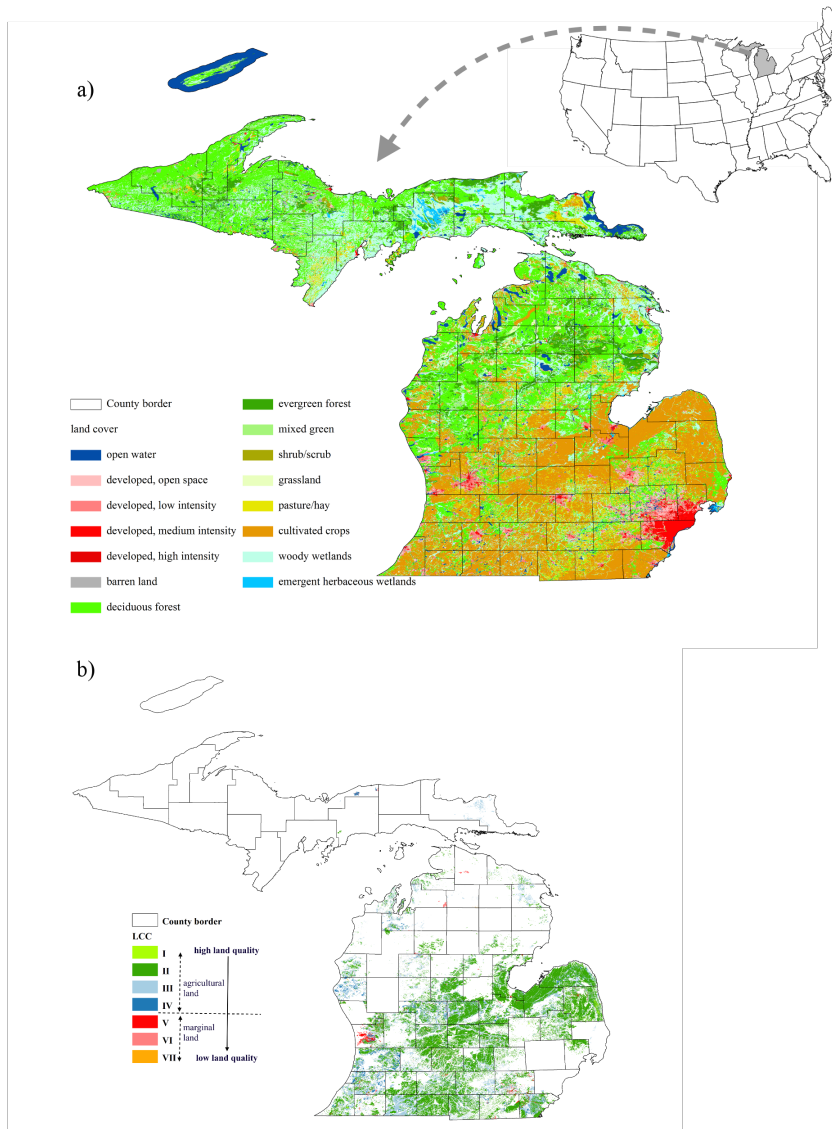 a)
County border
land cover
open water
developed, open space
developed, low intensity
developed, medium intensity
developed, high intensity
barren land
deciduous forest
evergreen forest
mixed green
shrub/scrub
grassland
pasture/hay
cultivated crops
woody wetlands
emergent herbaceous wetlands
b)
County border
LCC
I
II
III
IV
V
VI
VII
agricultural
land
marginal
land
high land quality
low land quality